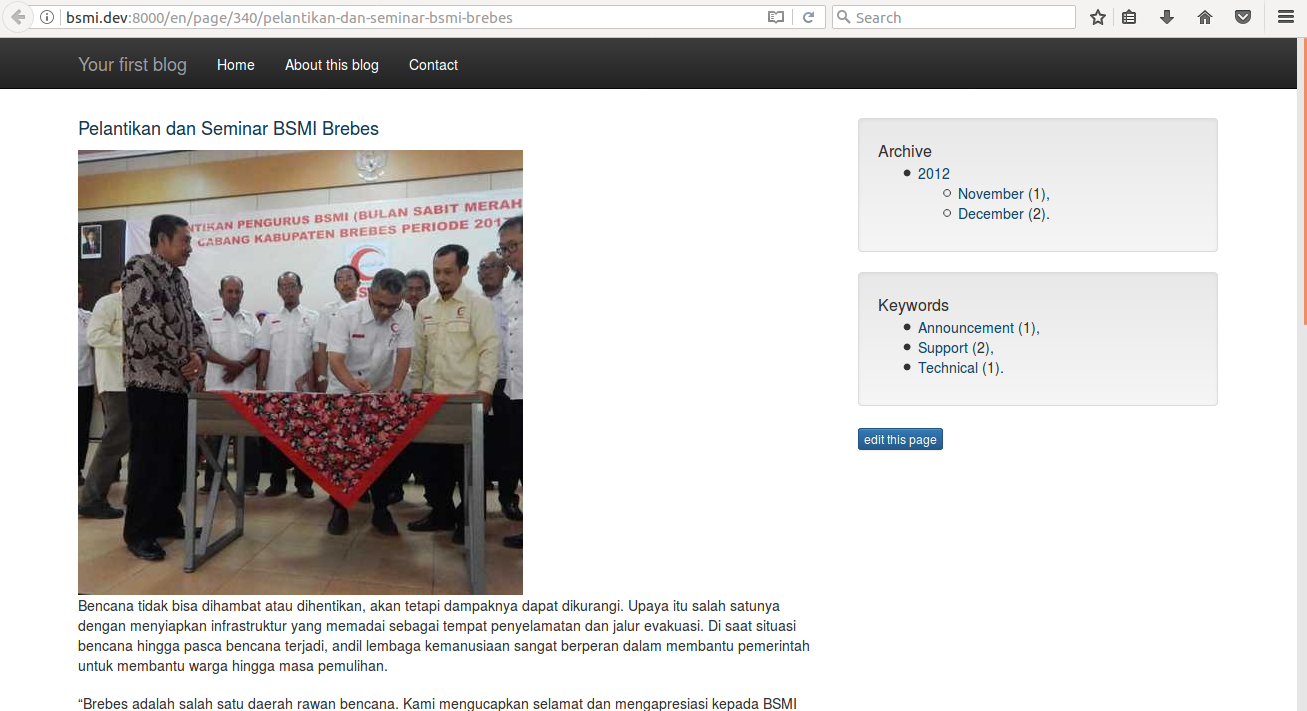 bsmi.dev:8000/en/page/340/pelantikan-dan-seminar-bsmi-brebes
Search
Your first blog
Home
About this blog
Contact
Pelantikan dan Seminar BSMI Brebes
NTIKAN PENGURUS BSMI (BULAN SABIT MERAH
CABANG KABUPATEN BREBES PERIODE 201
Bencana tidak bisa dihambat atau dihentikan, akan tetapi dampaknya dapat dikurangi. Upaya itu salah satunya
dengan menyiapkan infrastruktur yang memadai sebagai tempat penyelamatan dan jalur evakuasi. Di saat situasi
bencana hingga pasca bencana terjadi, andil lembaga kemanusiaan sangat berperan dalam membantu pemerintah
untuk membantu warga hingga masa pemulihan.
“Brebes adalah salah satu daerah rawan bencana. Kami mengucapkan selamat dan mengapresiasi kepada BSMI
Archive
2012
November (1),
December (2).
Keywords
Announcement (1),
Support (2),
Technical (1).
edit this page